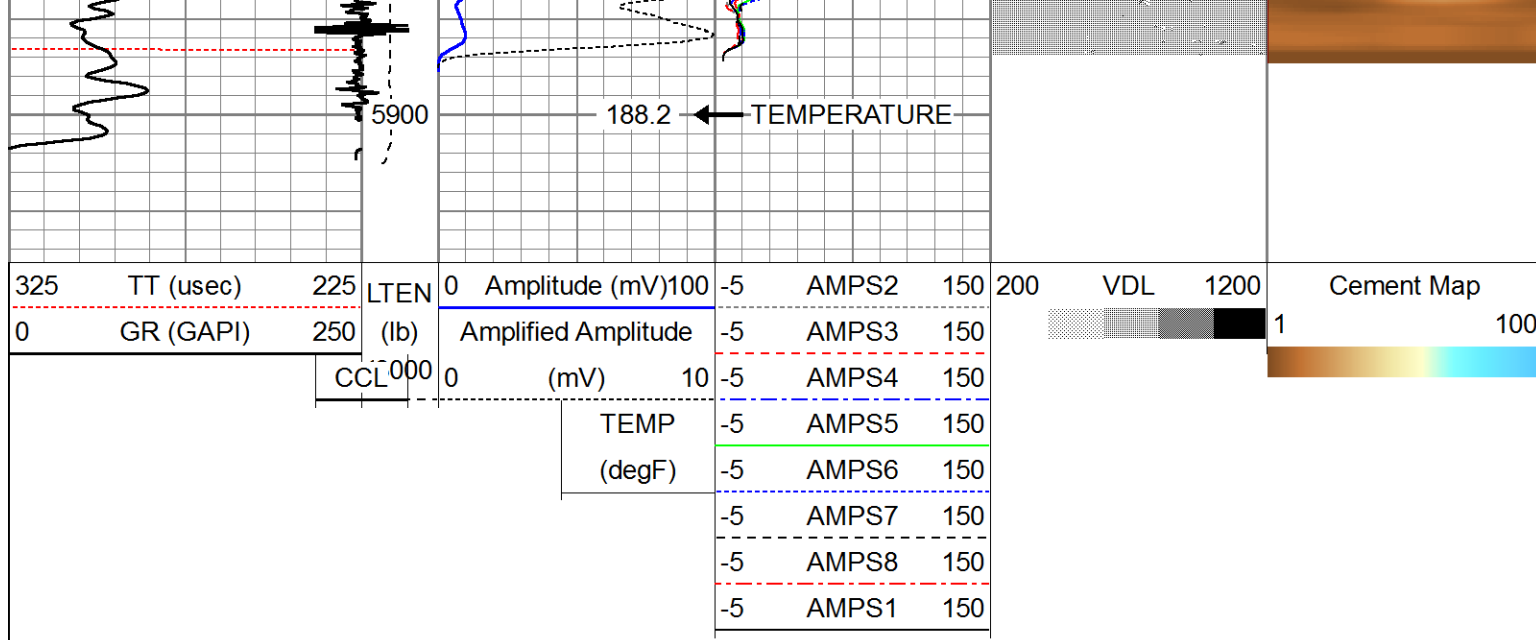 5900 188.2 TEMPERATURE
325 TT (usec) 225
0 GR (GAPI) 250
CCL
LTEN
(lb)
000
0 Amplitude (mV)100
Amplified Amplitude
0 (mV) 10
TEMP
(degF)
-5 AMPS2 150
-5 AMPS3 150
-5 AMPS4 150
-5 AMPS5 150
-5 AMPS6 150
-5 AMPS7 150
-5 AMPS8 150
-5 AMPS1 150
200 VDL 1200
Cement Map
1 100